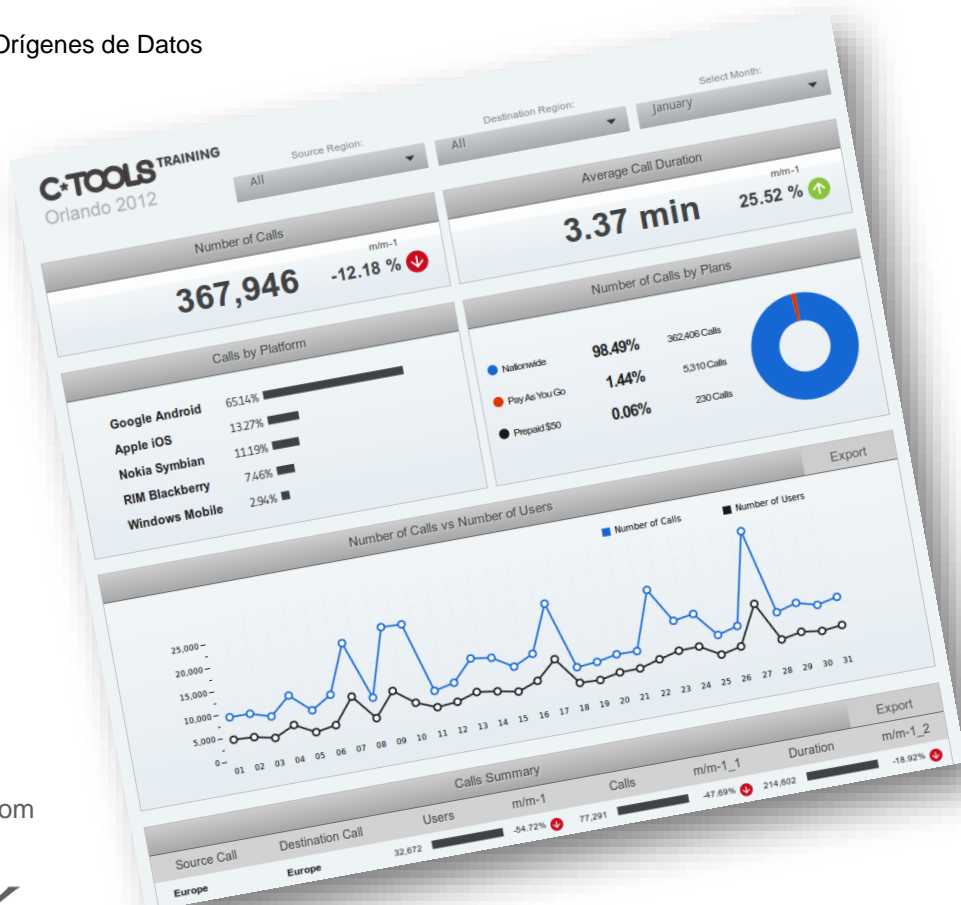 Orígenes de Datos
C*TOOLS TRAINING
Orlando 2012
Source Region:
All
Destination Region:
All
Select Month:
January
Number of Calls
367,946
m/m-1
-12.18 %
Average Call Duration
3.37 min
m/m-1
25.52 %
Calls by Platform
Google Android 65.14%
Apple iOS 13.27%
Nokia Symbian 11.19%
RIM Blackberry 7.46%
Windows Mobile 2.94%
Number of Calls by Plans
Nationwide 98.49% 362,406 Calls
Pay As You Go 1.44% 5,310 Calls
Prepaid $50 0.06% 230 Calls
Number of Calls vs Number of Users
Export
Number of Calls
Number of Users
25,000
20,000
15,000
10,000
5,000
0
01 02 03 04 05 06 07 08 09 10 11 12 13 14 15 16 17 18 19 20 21 22 23 24 25 26 27 28 29 30 31
Calls Summary
Export
Source Call Destination Call Users m/m-1 Calls m/m-1_1 Duration m/m-1_2
Europe Europe 32,672 -54.72% 77,291 -47.69% 214,602 -18.92%
om